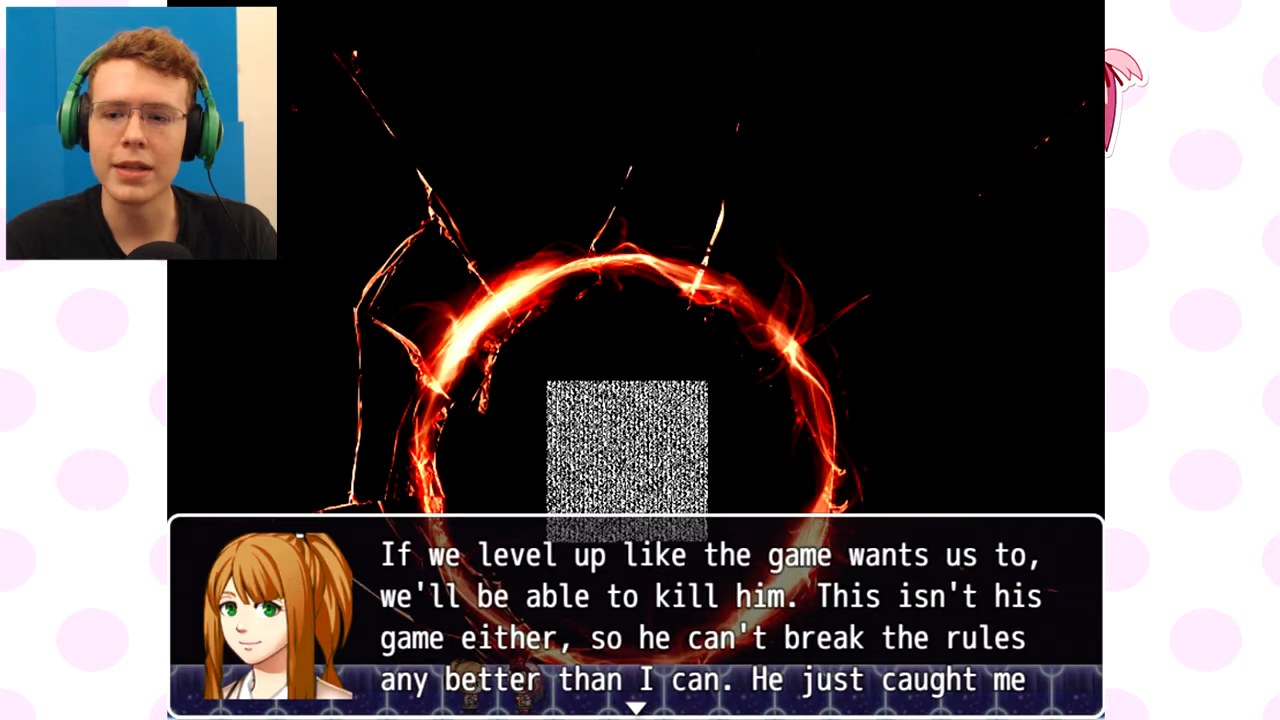 If we level up like the game wants us to,
we'll be able to kill him. This isn't his
game either, so he can't break the rules
any better than I can. He just caught me